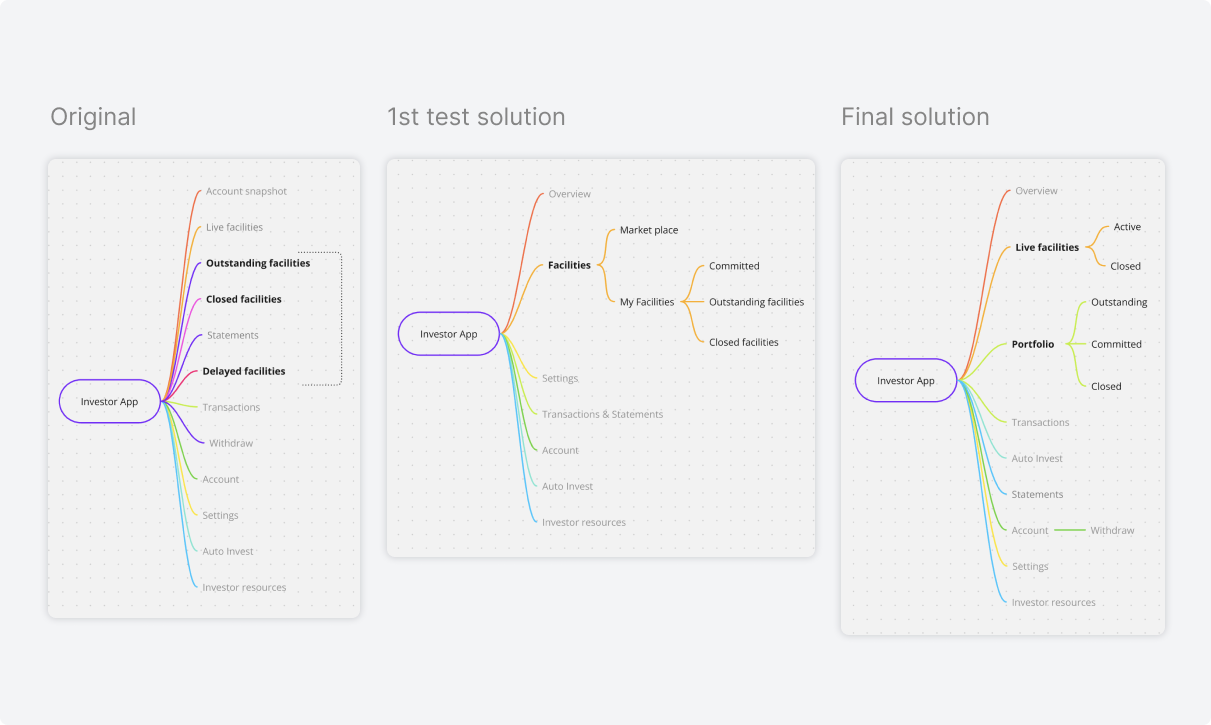 Original
Account snapshot
Live facilities
Outstanding facilities
Closed facilities
Statements
Delayed facilities
Investor App
Transactions
Withdraw
Account
Settings
Auto Invest
Investor resources
1st test solution
Overview
Market place
Facilities
Committed
My Facilities
Outstanding facilities
Investor App
Closed facilities
Settings
Transactions & Statements
Account
Auto Invest
Investor resources
Final solution
Overview
Active
Live facilities
Closed
Outstanding
Portfolio
Committed
Investor App
Closed
Transactions
Auto Invest
Statements
Account
Withdraw
Settings
Investor resources